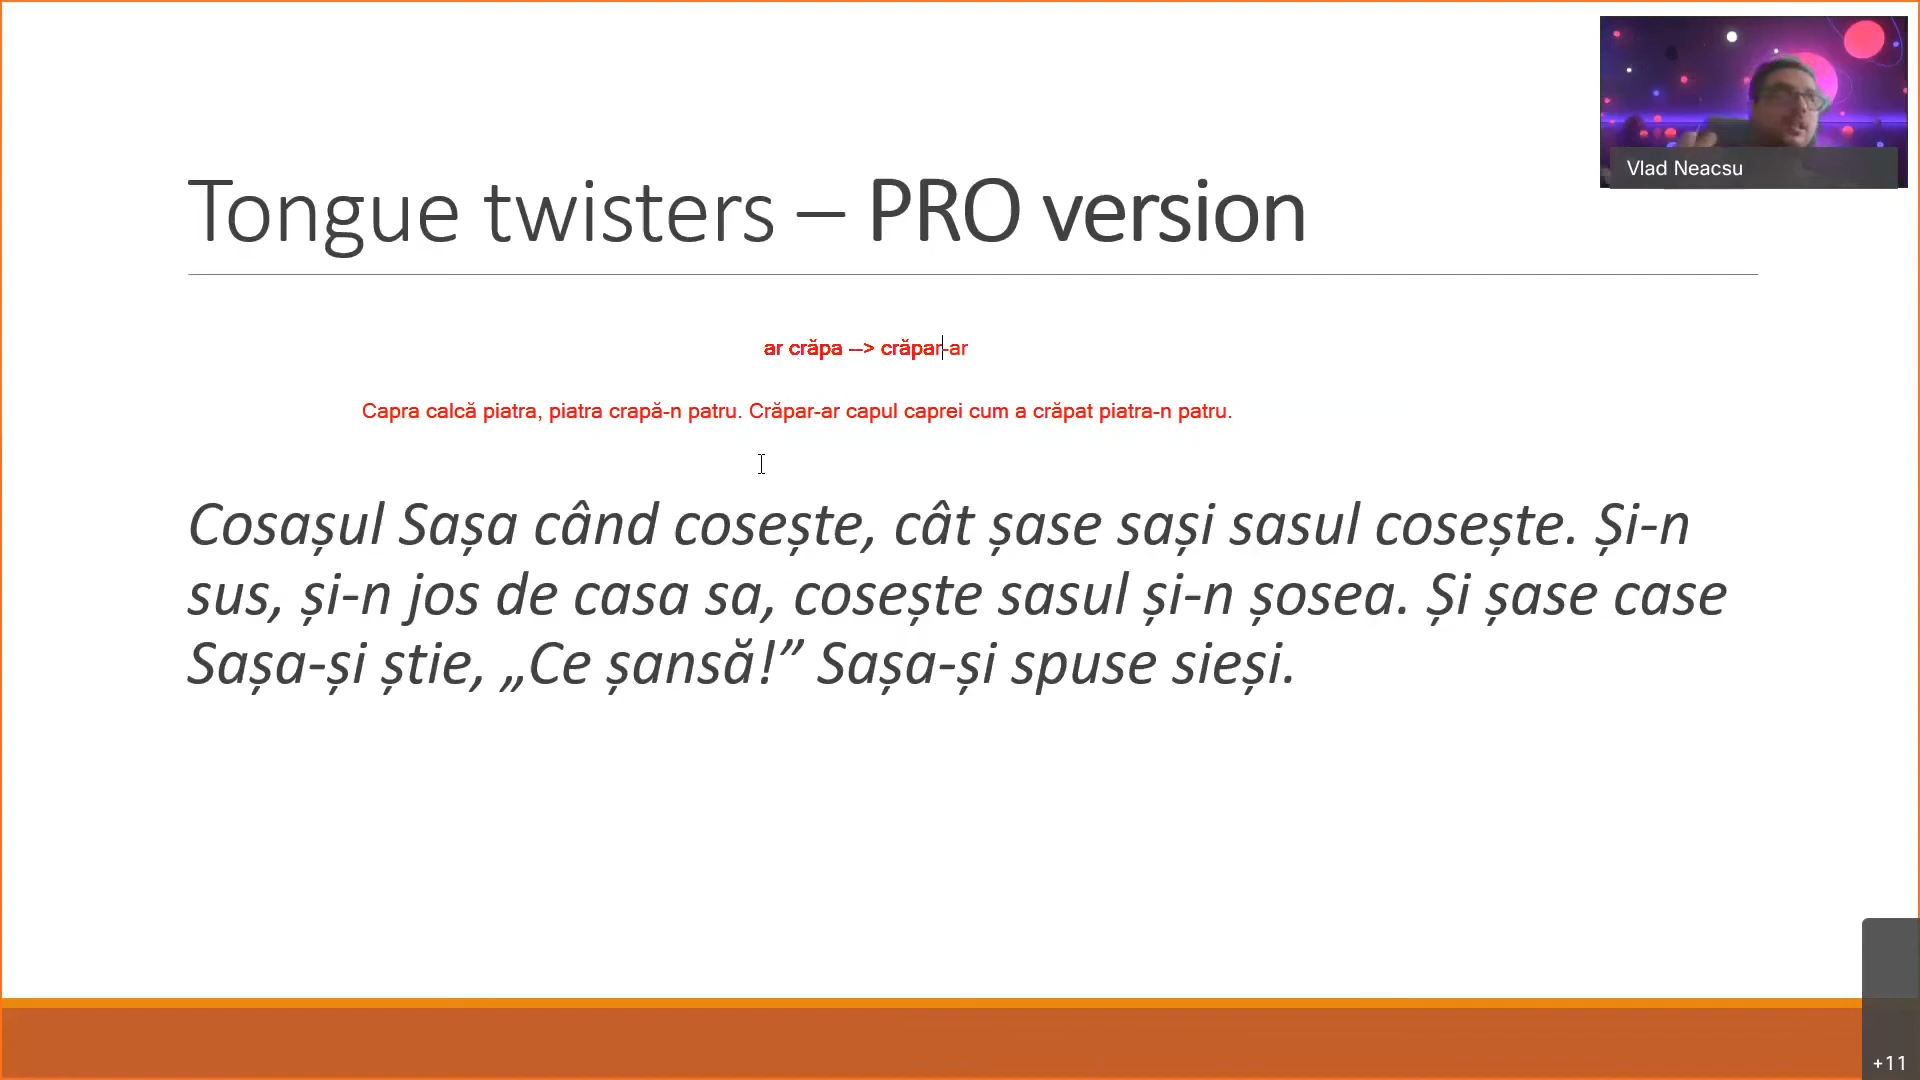 Vlad Neacsu
Tongue twisters – PRO version
ar crăpa --> crăpar-ar
Capra calcă piatra, piatra crapă-n patru. Crăpar-ar capul caprei cum a crăpat piatra-n patru.
Cosașul Sașa când cosește, cât șase sași sasul cosește. Și-n
sus, și-n jos de casa sa, cosește sasul și-n șosea. Și șase case
Sașa-și știe, „Ce șansă!” Sașa-și spuse sieși.
+11